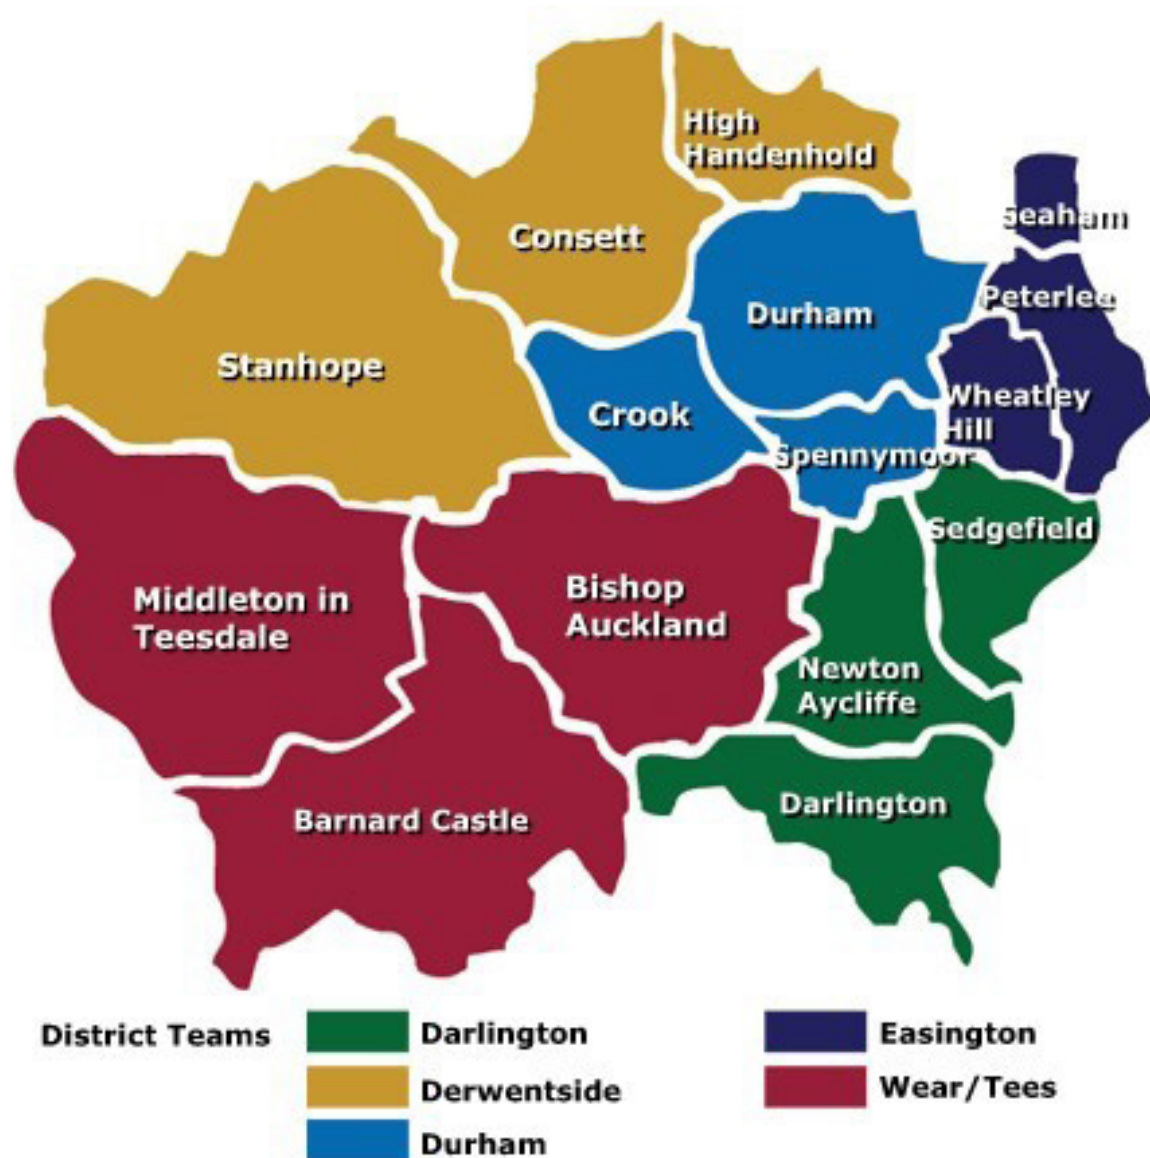 High
Handenhold
Seaham
Consett
Peterlee
Durham
Stanhope
Wheatley
Hill
Crook
Spennymoor
Sedgefield
Middleton in
Teesdale
Bishop
Auckland
Newton
Aycliffe
Darlington
Barnard Castle
District Teams
Darlington
Derwentside
Durham
Easington
Wear/Tees